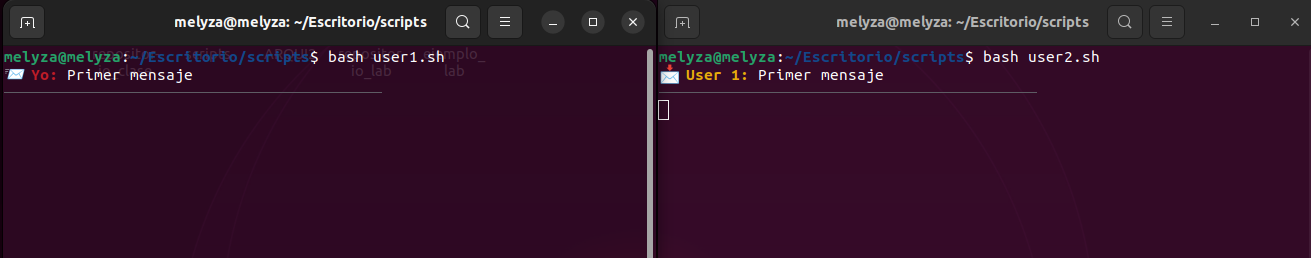 melyza@melyza: ~/Escritorio/scripts
melyza@melyza:~/Escritorio/scripts$ bash user1.sh
Yo: Primer mensaje
melyza@melyza: ~/Escritorio/scripts
melyza@melyza:~/Escritorio/scripts$ bash user2.sh
User 1: Primer mensaje